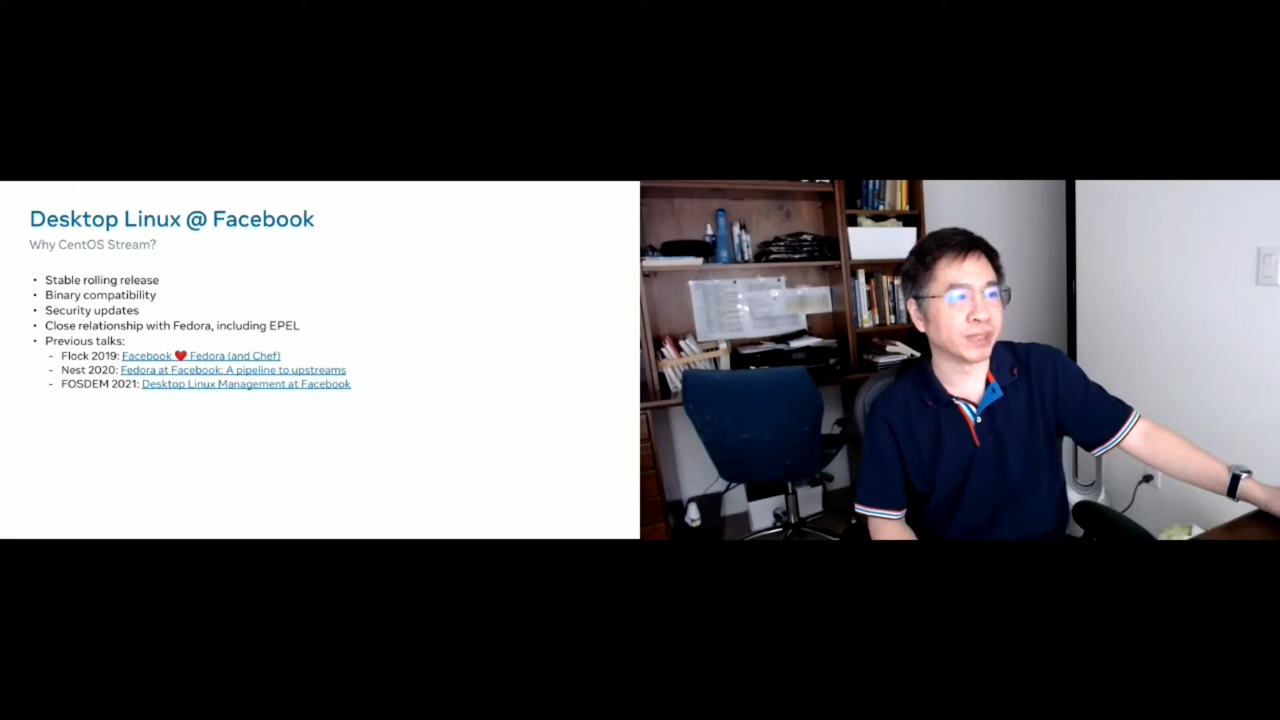 Desktop Linux @ Facebook
Why CentOS Stream?
• Stable rolling release
• Binary compatibility
• Security updates
• Close relationship with Fedora, including EPEL
• Previous talks:
- Flock 2019: Facebook ❤️ Fedora (and Chef)
- Nest 2020: Fedora at Facebook: A pipeline to upstreams
- FOSDEM 2021: Desktop Linux Management at Facebook